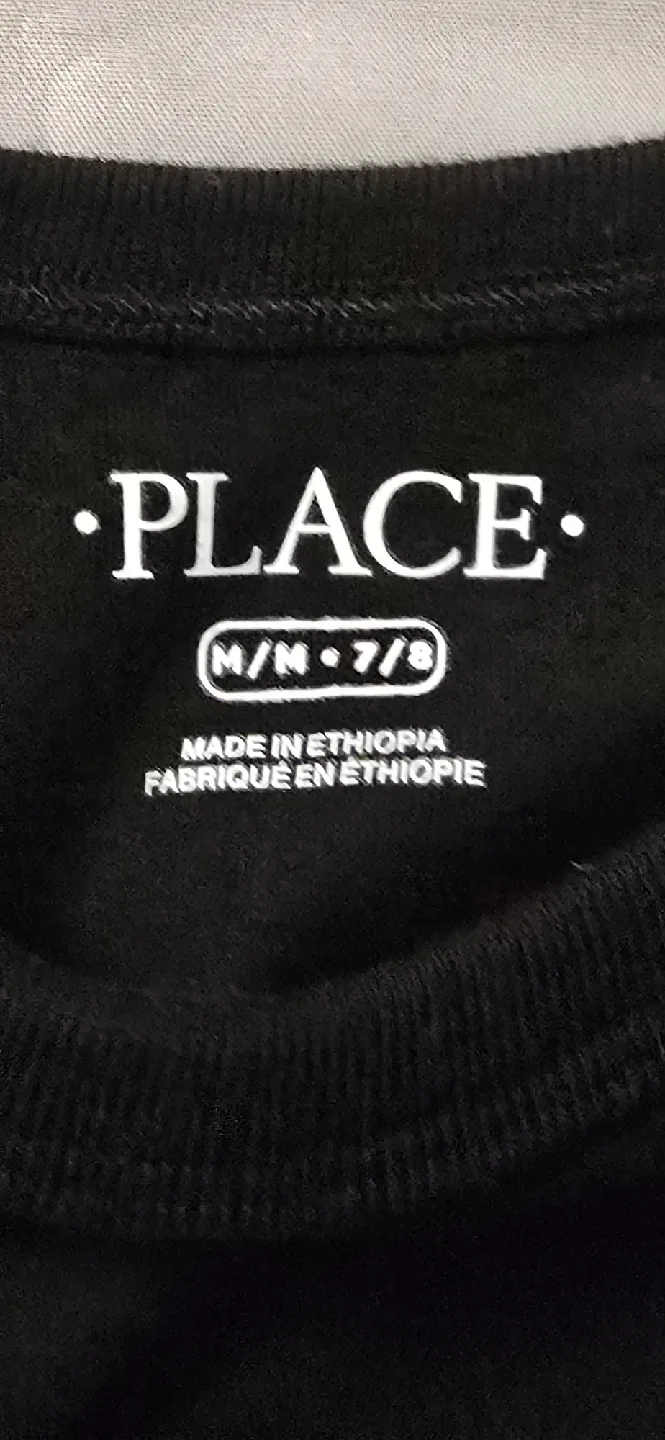 ·PLACE·
M/M • 7/8
MADE IN ETHIOPIA
FABRIQUÉ EN ÉTHIOPIE